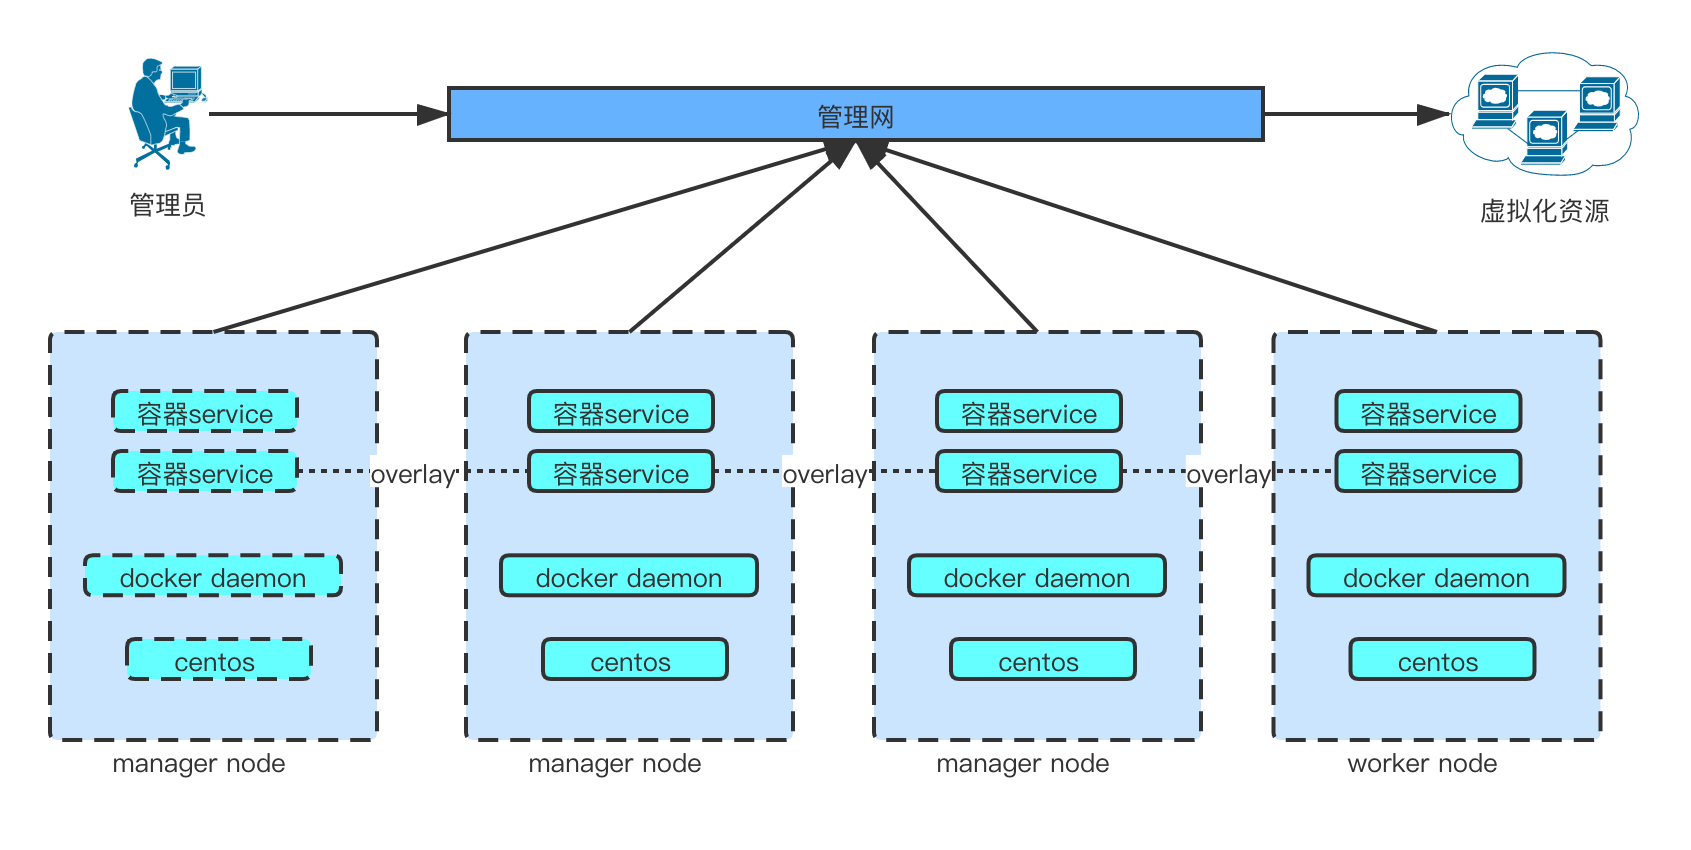 管理网
管理员
虚拟化资源
容器service
容器service
容器service
容器service
容器service
overlay
容器service
overlay
容器service
overlay
容器service
docker daemon
docker daemon
docker daemon
docker daemon
centos
centos
centos
centos
manager node
manager node
manager node
worker node